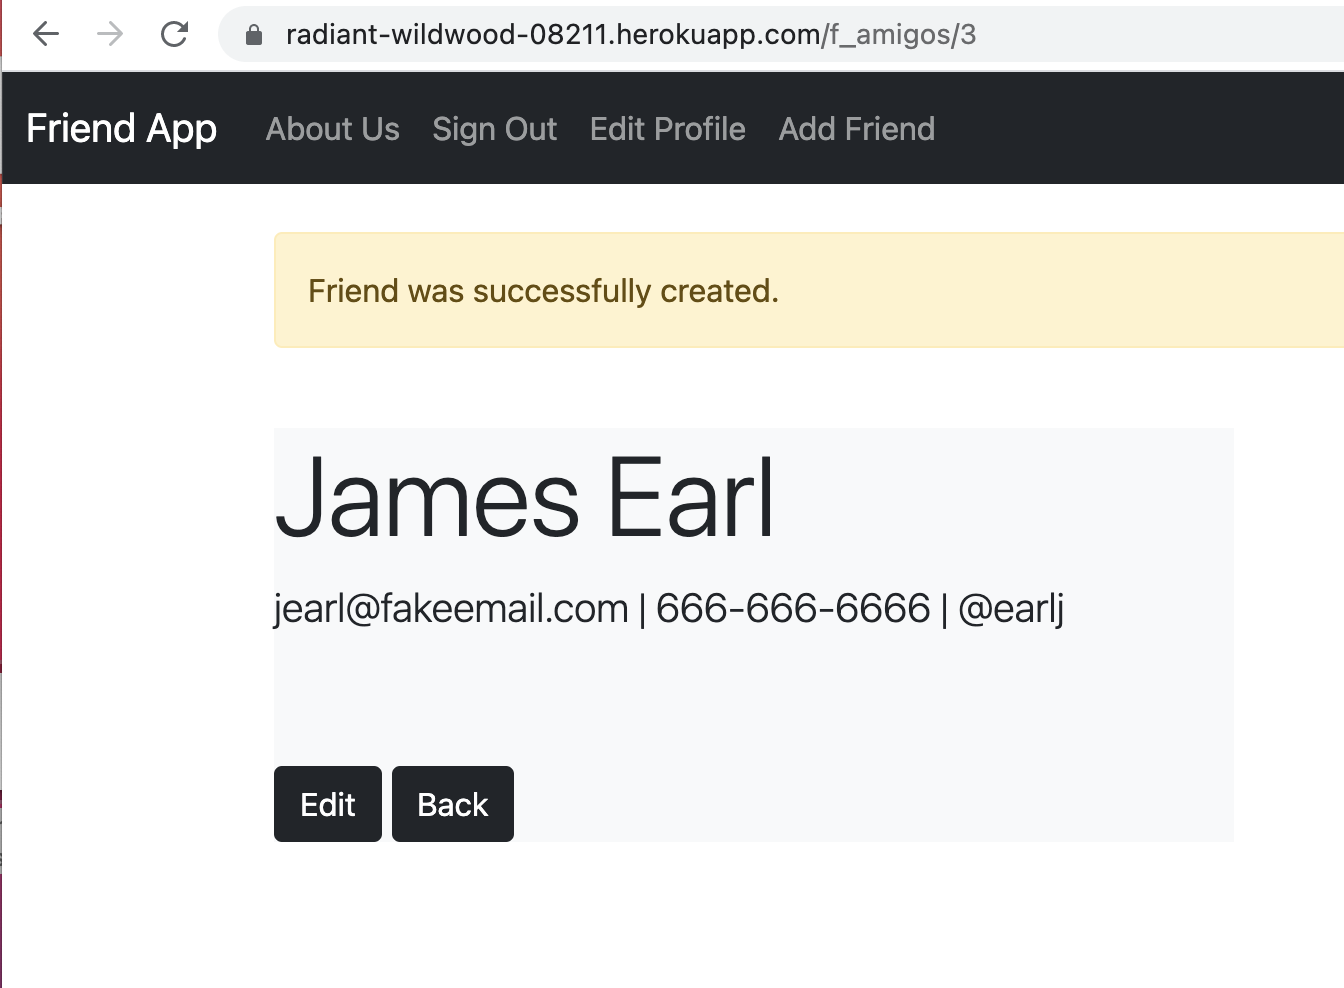 radiant-wildwood-08211.herokuapp.com/f_amigos/3
Friend App About Us Sign Out Edit Profile Add Friend
Friend was successfully created.
James Earl
jearl@fakeemail.com | 666-666-6666 | @earlj
Edit Back